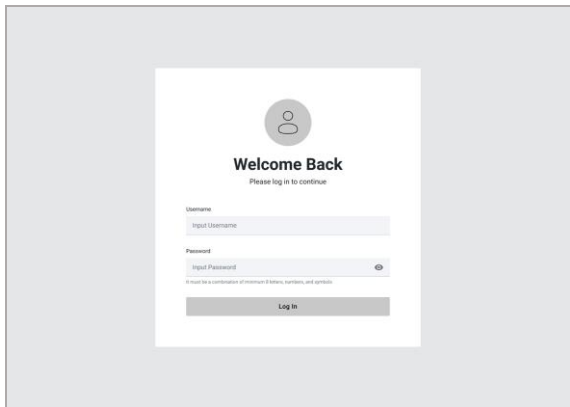 Welcome Back
Please log in to continue
Username
Input Username
Password
Input Password
It must be a combination of minimum 8 letters, numbers, and symbols.
Log In